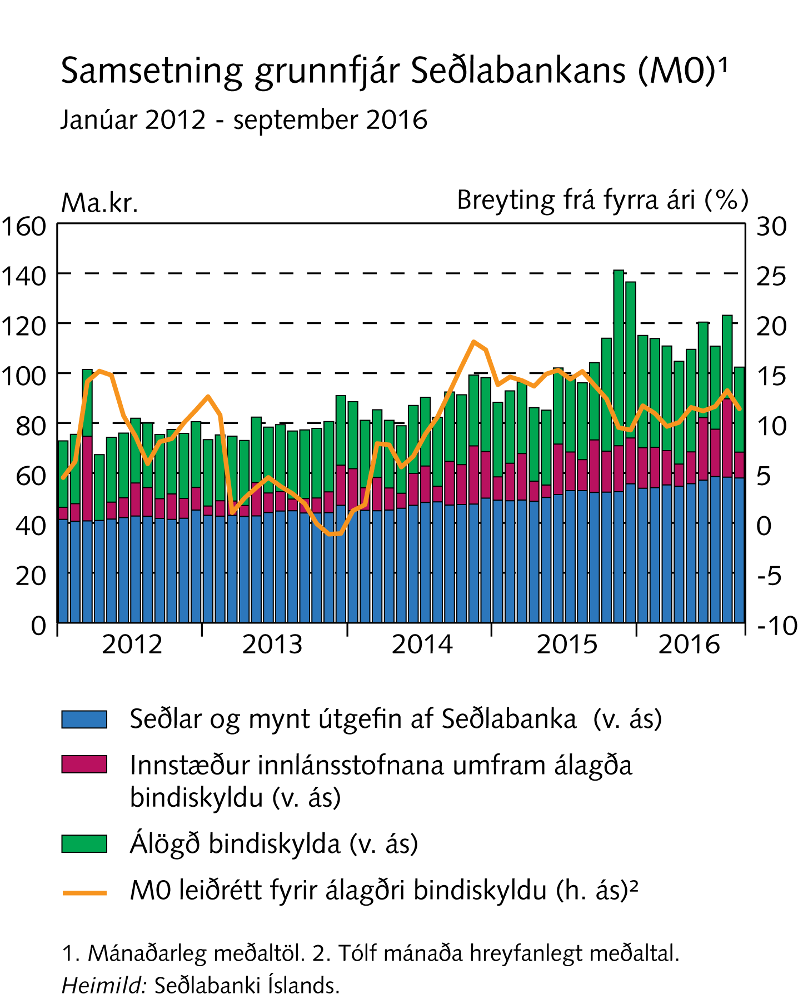 Samsetning grunnfjár Seðlabankans (M0)¹
Janúar 2012 - september 2016
Ma.kr.
Breyting frá fyrra ári (%)
160
30
140
25
120
20
100
15
80
10
60
5
40
0
20
-5
0
-10
2012
2013
2014
2015
2016
Seðlar og mynt útgefin af Seðlabanka (v. ás)
Innstæður innlánsstofnana umfram álagða
bindiskyldu (v. ás)
Álögð bindiskylda (v. ás)
M0 leiðrétt fyrir álagðri bindiskyldu (h. ás)²
1. Mánaðarleg meðaltöl. 2. Tólf mánaða hreyfanlegt meðaltal.
Heimild: Seðlabanki Íslands.